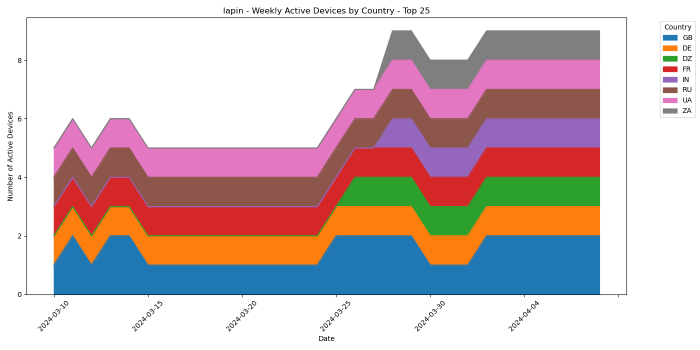 lapin - Weekly Active Devices by Country - Top 25
Number of Active Devices
8
6
4
2
0
2024-03-10
2024-03-15
2024-03-20
2024-03-25
2024-03-30
2024-04-04
Date
Country
GB
DE
DZ
FR
IN
RU
UA
ZA